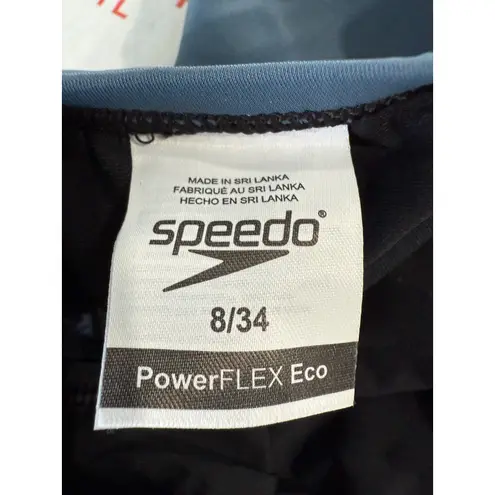 MADE IN SRI LANKA
FABRIQUÉ AU SRI LANKA
HECHO EN SRI LANKA
speedo®
8/34
PowerFLEX Eco